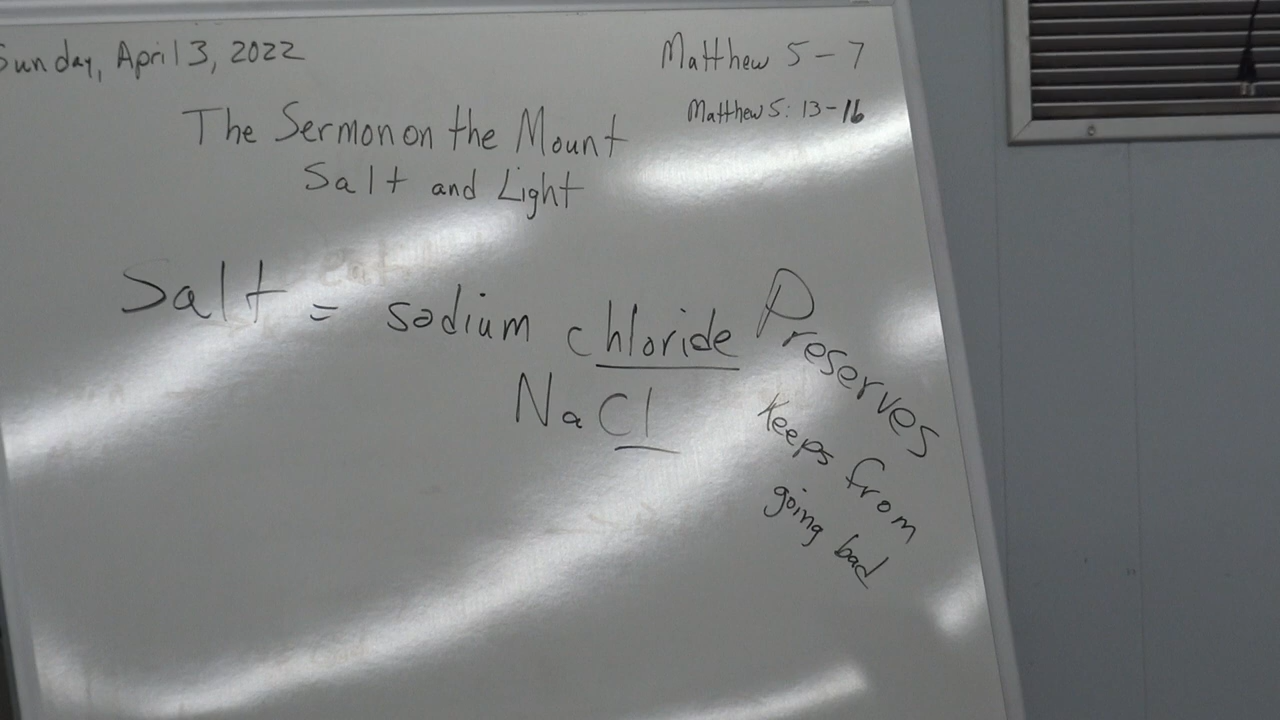 Sunday, April 3, 2022
Matthew 5-7
Matthew 5:13-16
The Sermon on the Mount
Salt and Light
Salt = sodium chloride
NaCl
Preserves
Keeps from
going bad